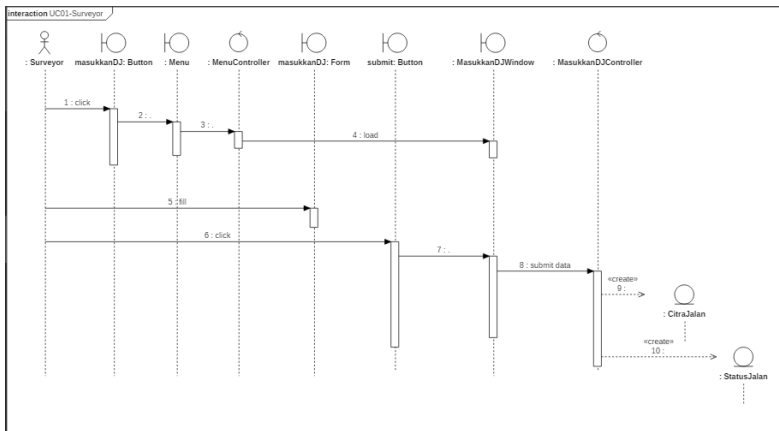 interaction UC01-Surveyor
: Surveyor
masukkanDJ: Button
: Menu
: MenuController
masukkanDJ: Form
submit: Button
: MasukkanDJWindow
: MasukkanDJController
1 : click
2 : .
3 : .
4 : load
5 : fill
6 : click
7 : .
8 : submit data
«create»
9 :
: CitraJalan
«create»
10 :
: StatusJalan